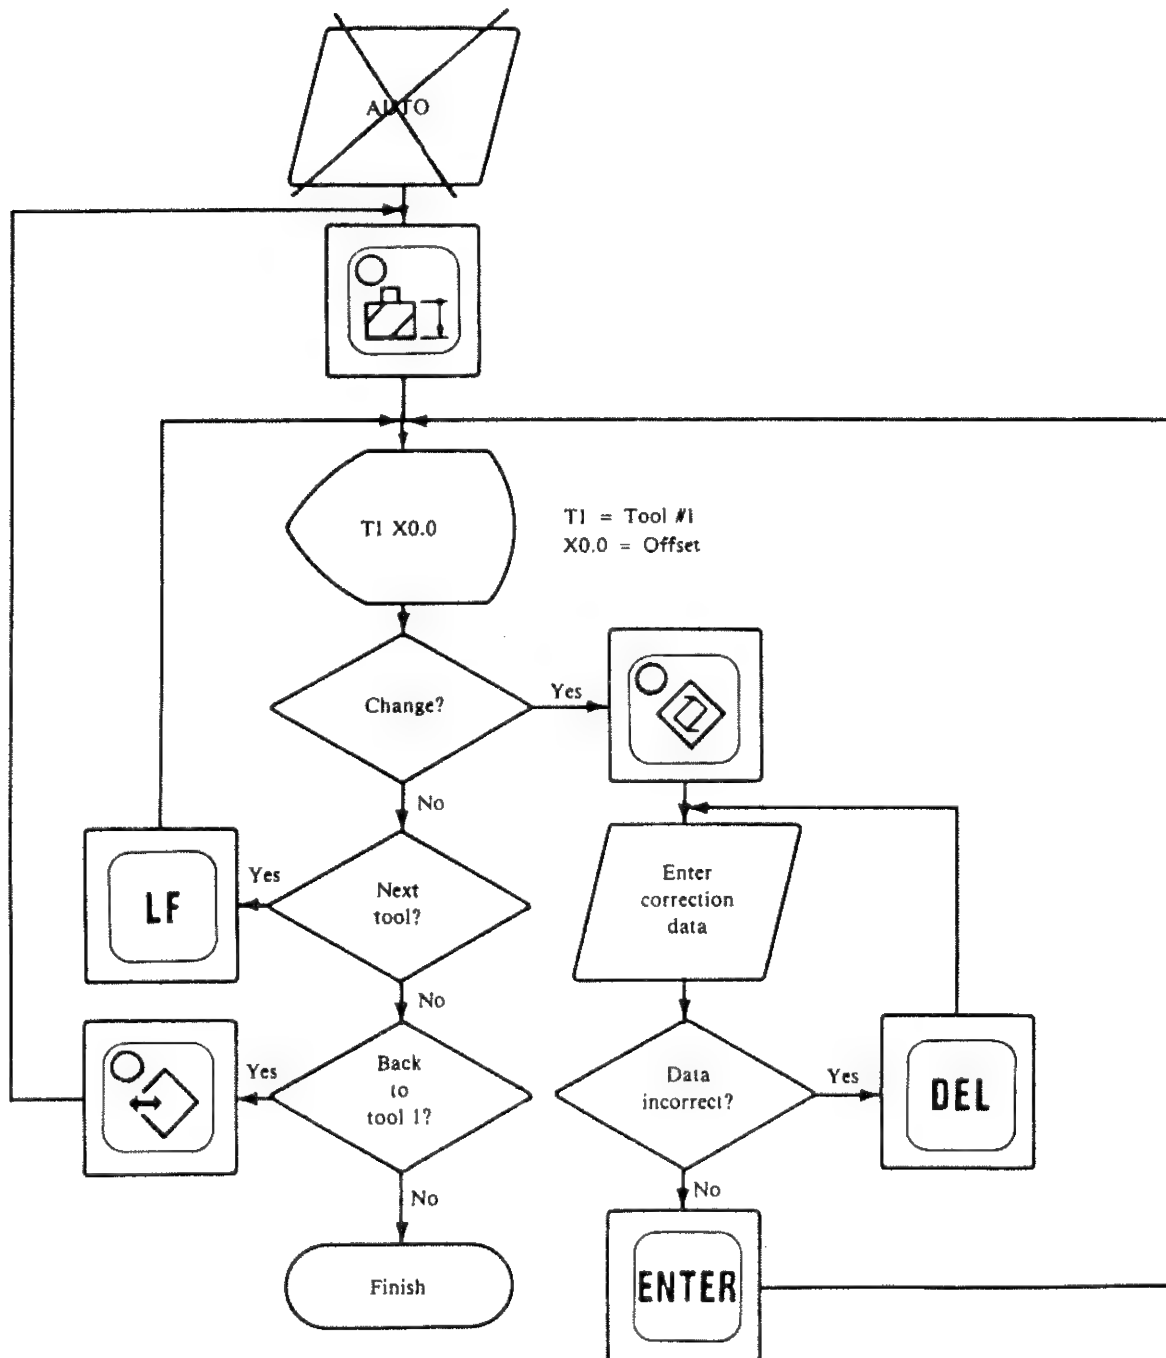 AUTO
T1 X0.0
T1 = Tool #1
X0.0 = Offset
Change?
Yes
No
Yes
LF
Next
tool?
Enter
correction
data
No
Yes
Back
to
tool 1?
Data
incorrect?
Yes
DEL
No
No
Finish
ENTER